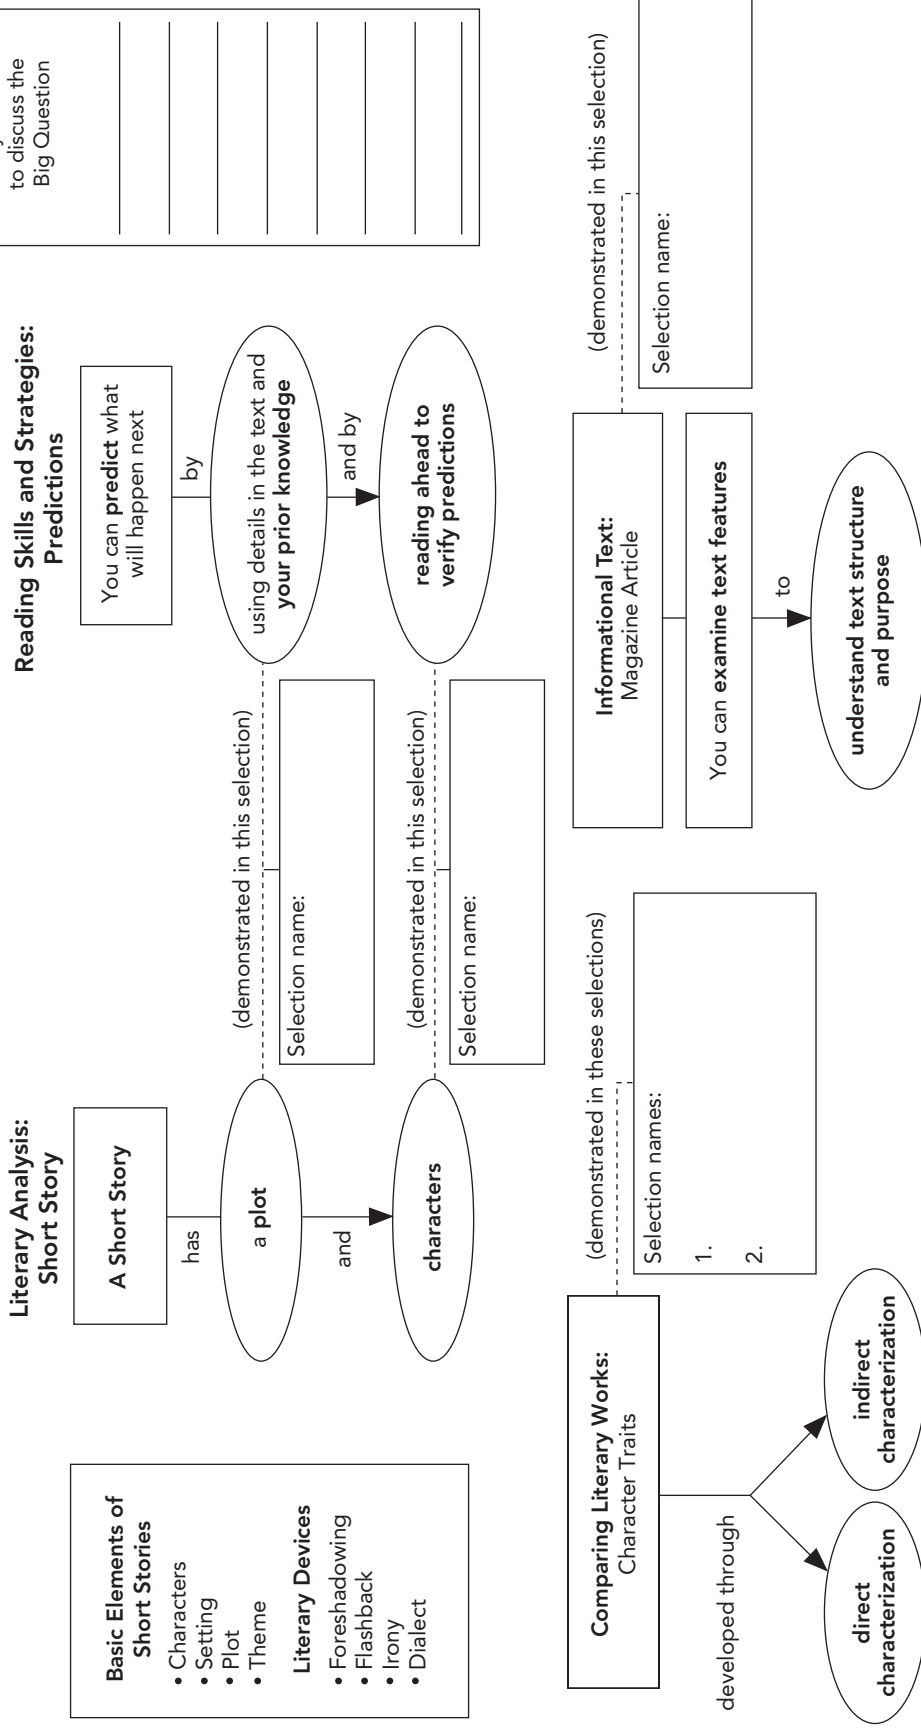 Basic Elements of
Short Stories
• Characters
• Setting
• Plot
• Theme
Literary Devices
• Foreshadowing
• Flashback
• Irony
• Dialect
Literary Analysis:
Short Story
A Short Story
has
a plot
and
characters
(demonstrated in this selection)
Selection name:
(demonstrated in this selection)
Selection name:
Reading Skills and Strategies:
Predictions
You can predict what
will happen next
by
using details in the text and
your prior knowledge
and by
reading ahead to
verify predictions
to discuss the
Big Question
Comparing Literary Works:
Character Traits
developed through
direct
characterization
indirect
characterization
(demonstrated in these selections)
Selection names:
1.
2.
Informational Text:
Magazine Article
You can examine text features
to
understand text structure
and purpose
(demonstrated in this selection)
Selection name: